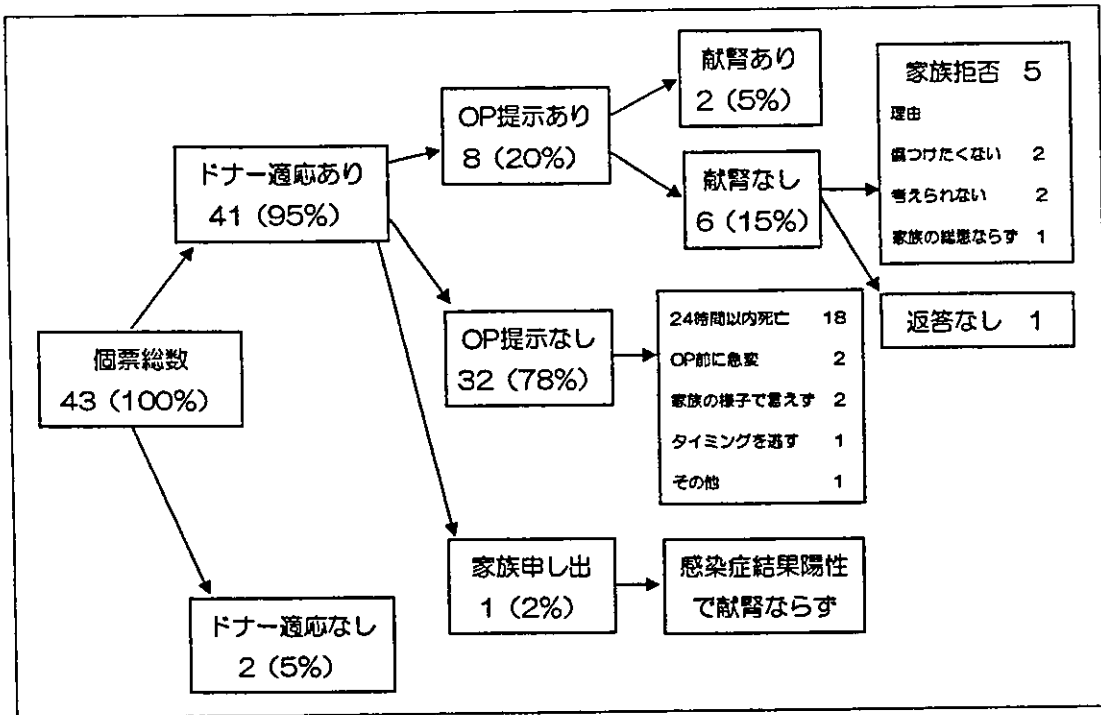 個票総数
43 (100%)
ドナー適応あり
41 (95%)
ドナー適応なし
2 (5%)
OP提示あり
8 (20%)
OP提示なし
32 (78%)
家族申し出
1 (2%)
献腎あり
2 (5%)
献腎なし
6 (15%)
家族拒否 5
理由
傷つけたくない 2
考えられない 2
家族の総意ならず 1
返答なし 1
24時間以内死亡 18
OP前に急変 2
家族の様子で言えず 2
タイミングを逃す 1
その他 1
感染症結果陽性
で献腎ならず